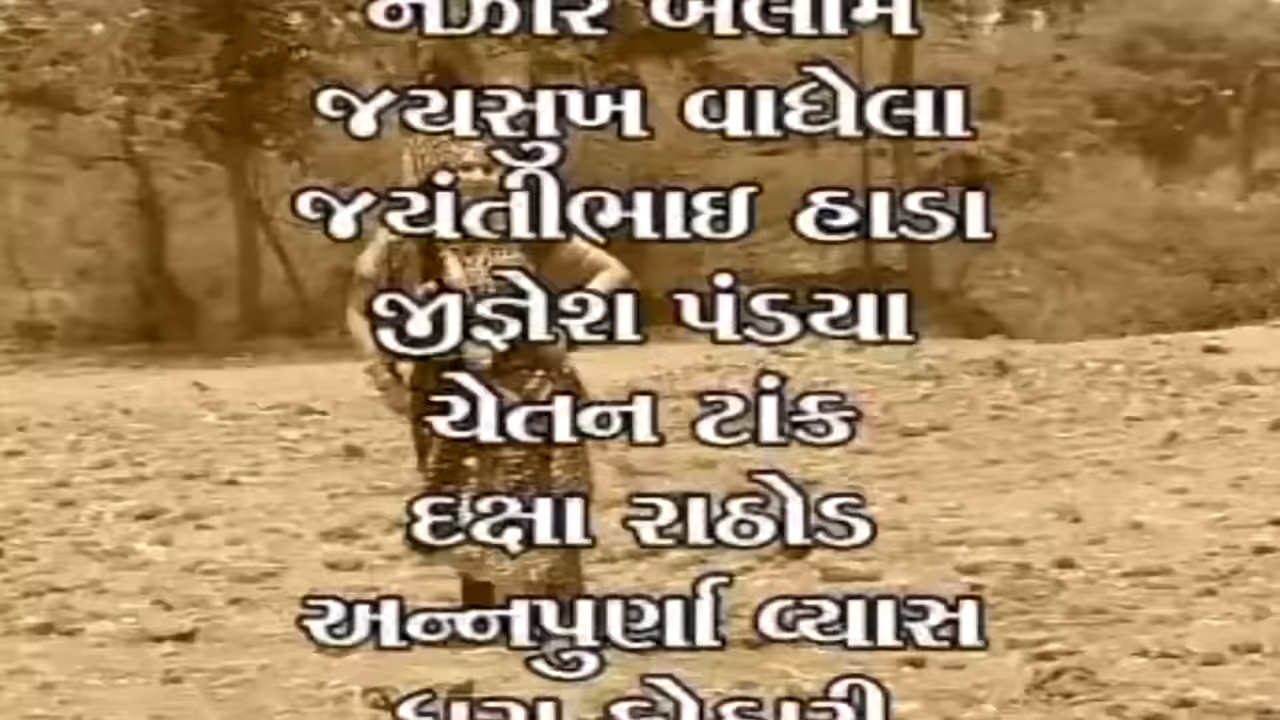 જયસુખ વાઘેલા
જયંતીભાઇ હાડા
જીજ્ઞેશ પંડયા
ચેતન ટાંક
દક્ષા રાઠોડ
અન્નપુર્ણા વ્યાસ